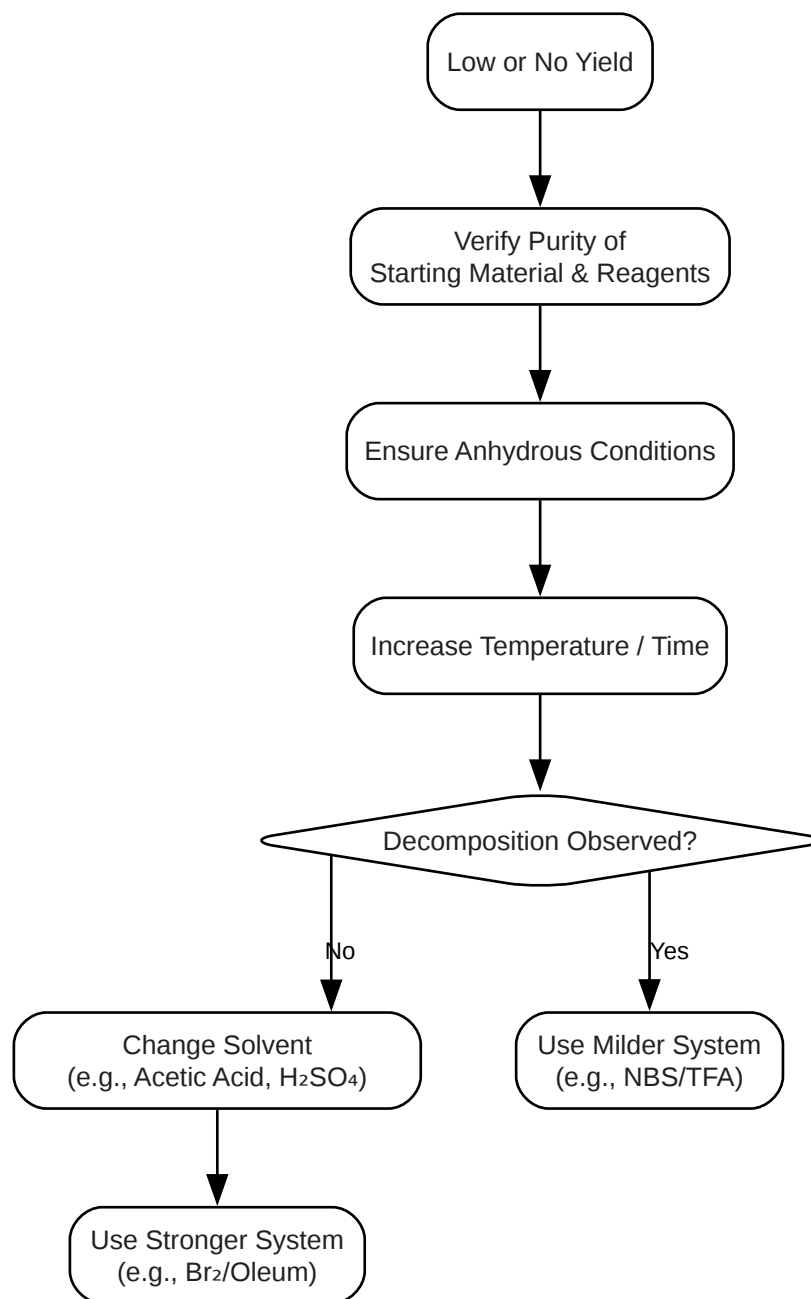 Low or No Yield
Verify Purity of
Starting Material & Reagents
Ensure Anhydrous Conditions
Increase Temperature / Time
Decomposition Observed?
No
Yes
Change Solvent
(e.g., Acetic Acid, H₂SO₄)
Use Milder System
(e.g., NBS/TFA)
Use Stronger System
(e.g., Br₂/Oleum)